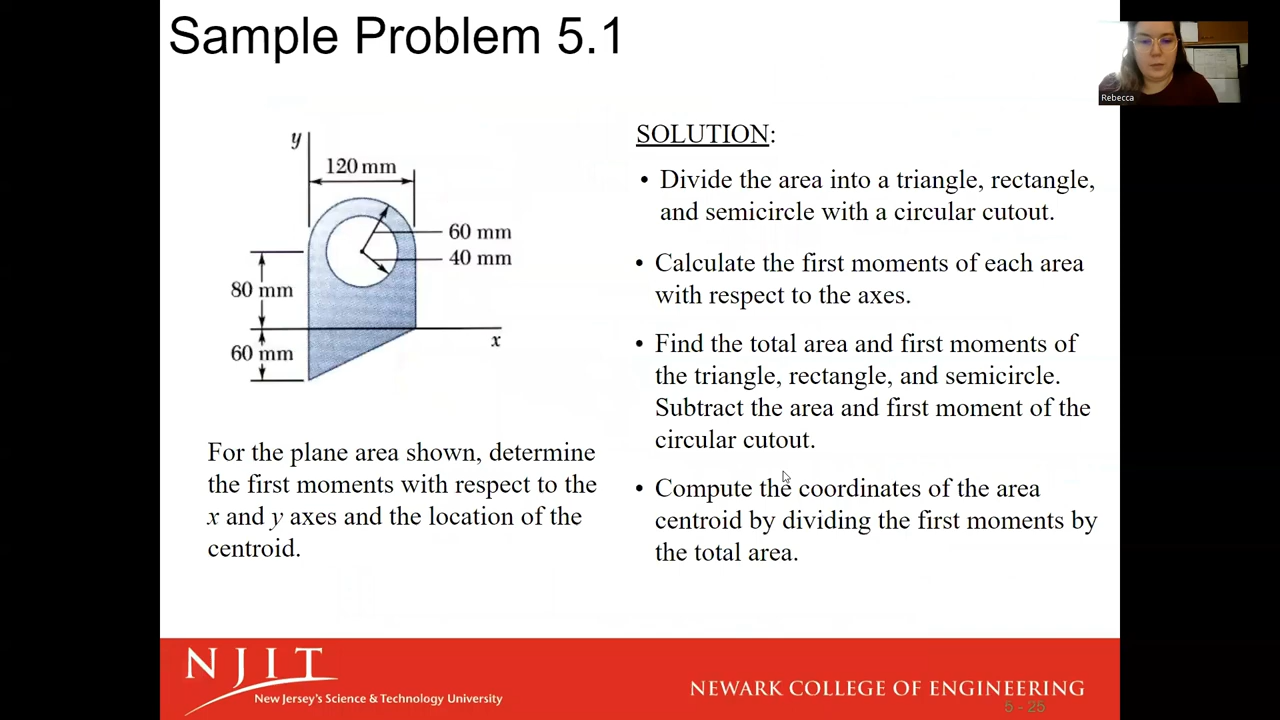 Sample Problem 5.1
Rebecca
y
120 mm
60 mm
40 mm
80 mm
60 mm
x
For the plane area shown, determine
the first moments with respect to the
x and y axes and the location of the
centroid.
SOLUTION:
• Divide the area into a triangle, rectangle,
and semicircle with a circular cutout.
• Calculate the first moments of each area
with respect to the axes.
• Find the total area and first moments of
the triangle, rectangle, and semicircle.
Subtract the area and first moment of the
circular cutout.
• Compute the coordinates of the area
centroid by dividing the first moments by
the total area.
NJIT
New Jersey's Science & Technology University
NEWARK COLLEGE OF ENGINEERING
5 - 25